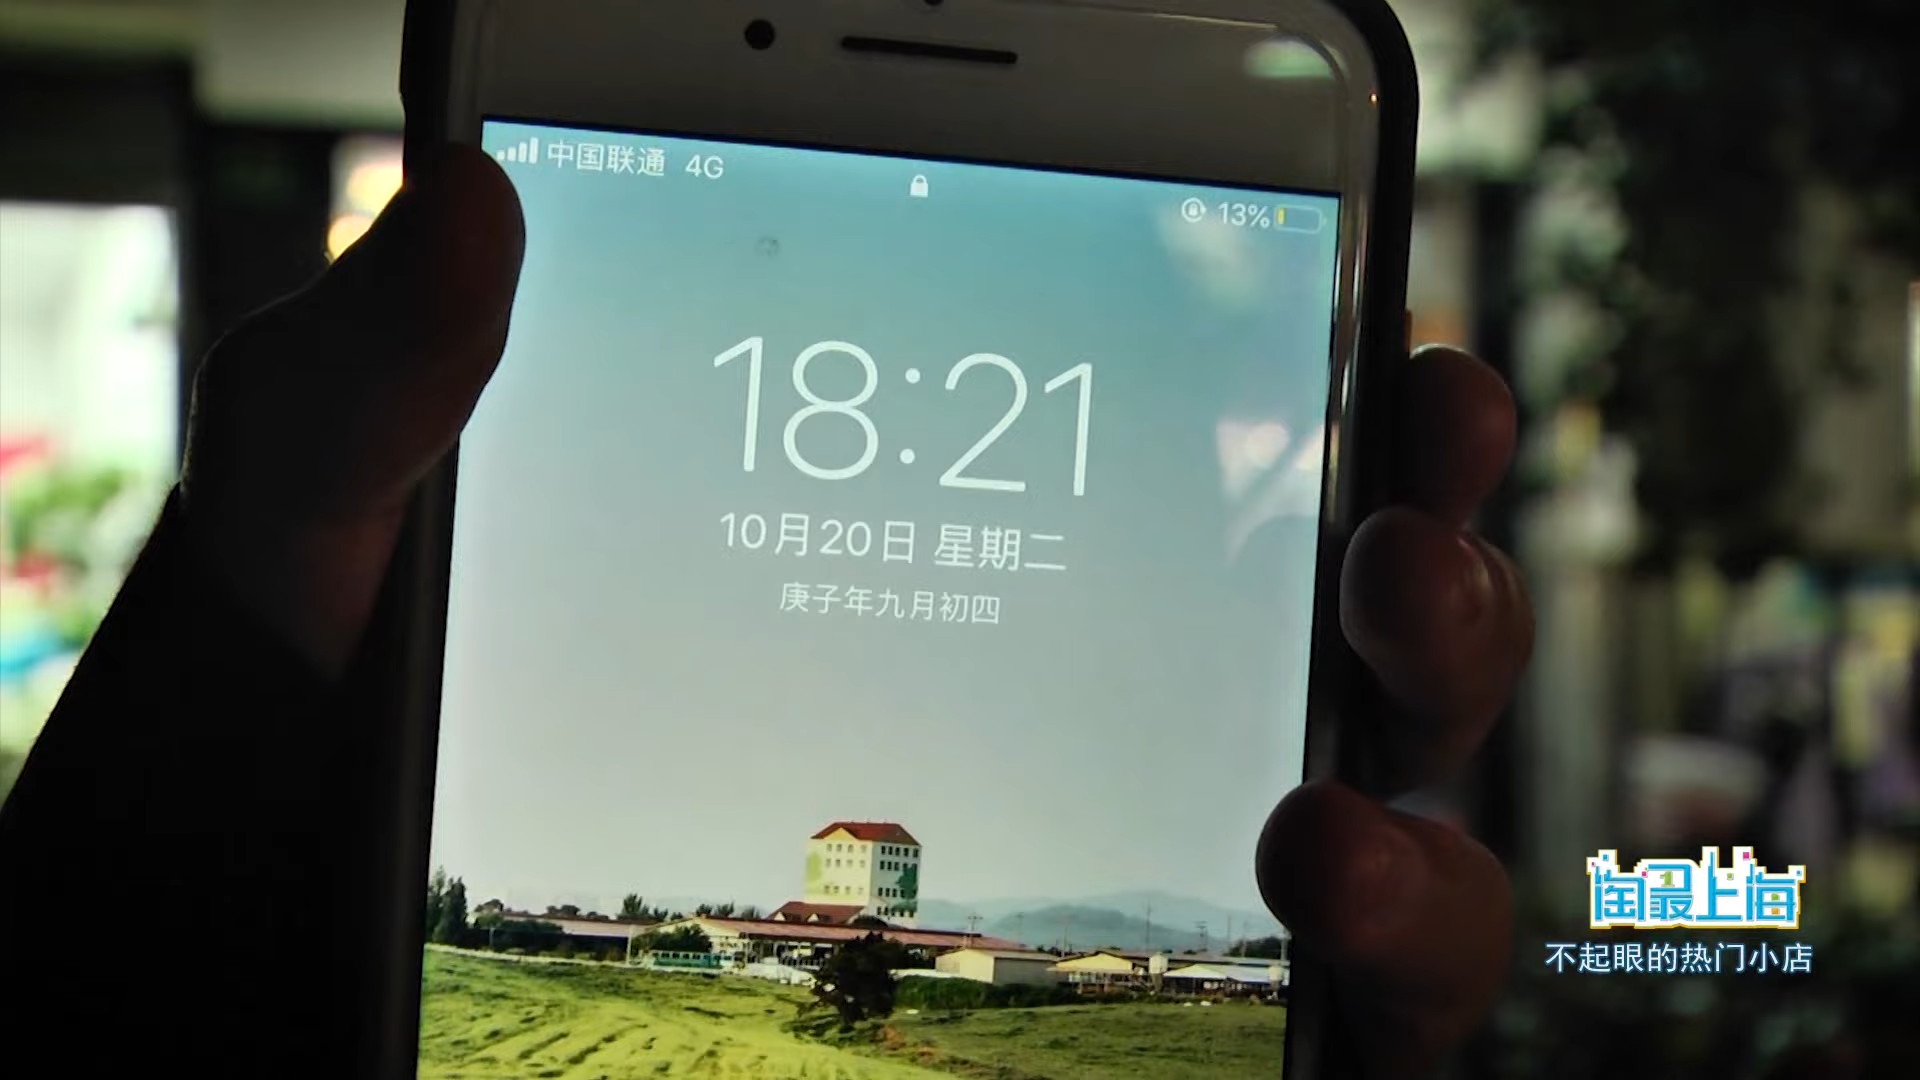 中国联通 4G
13%
18:21
10月20日 星期二
庚子年九月初四
淘最上海
不起眼的热门小店